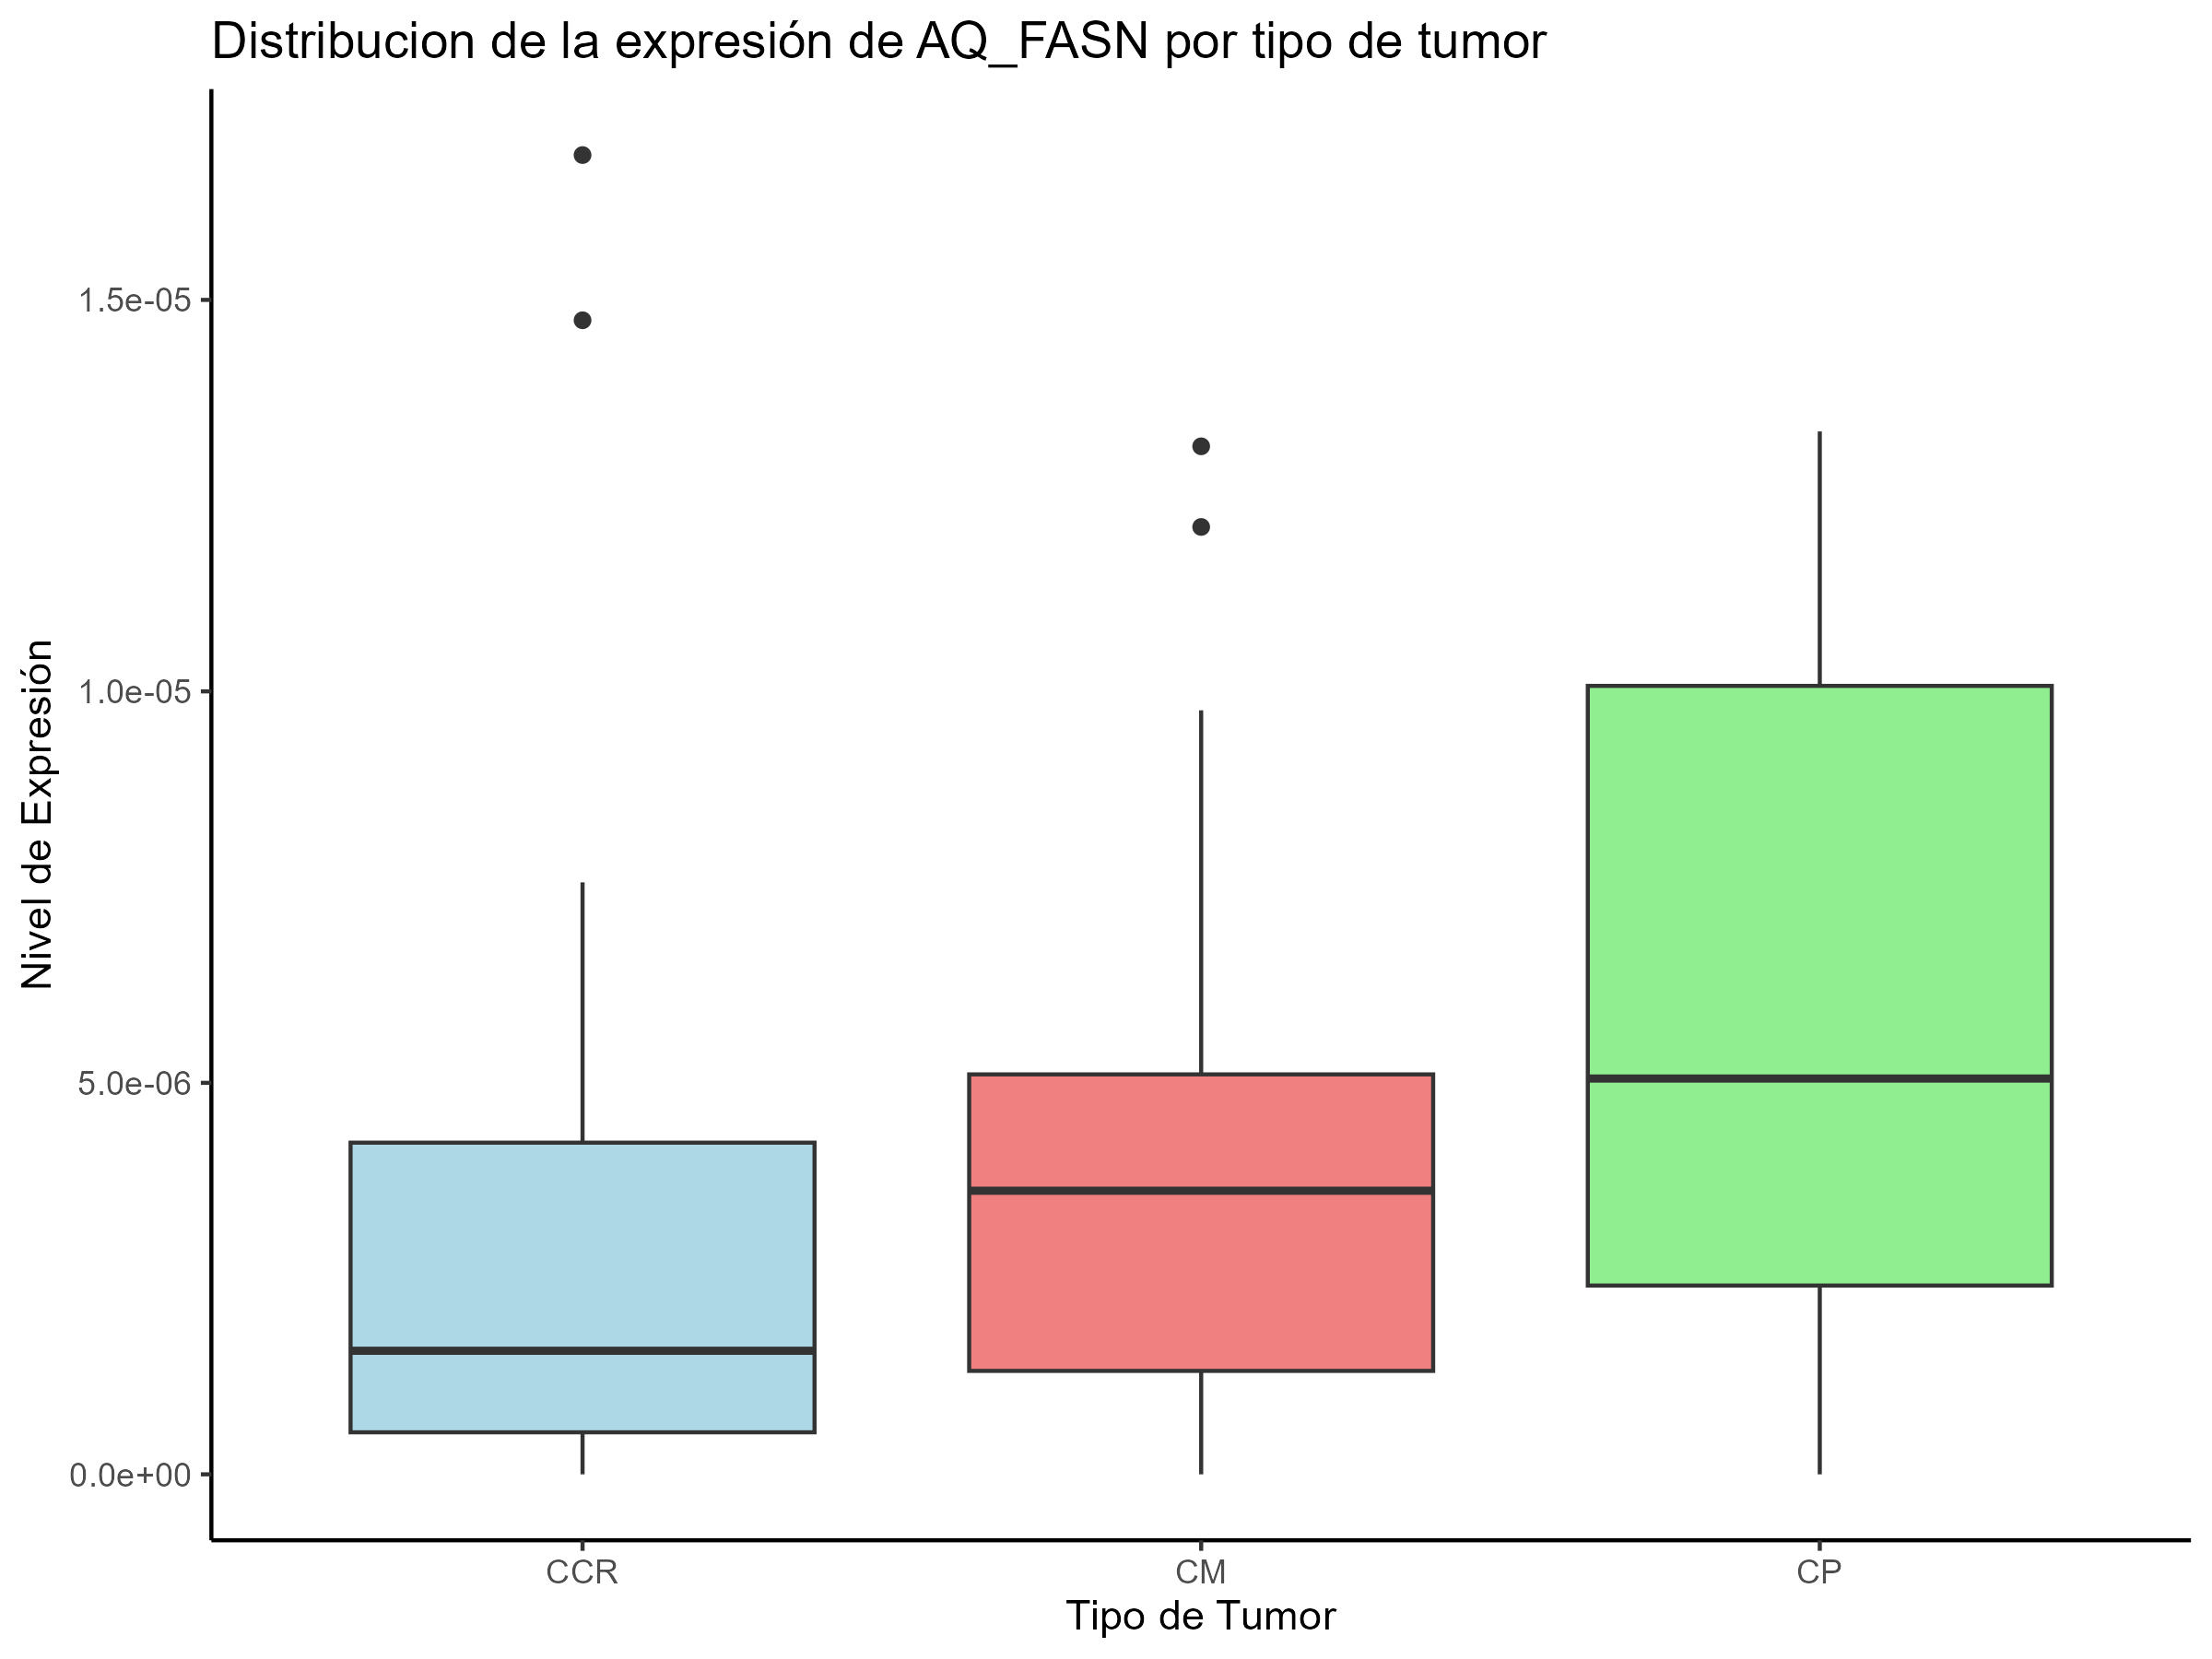 Distribucion de la expresión de AQ_FASN por tipo de tumor
Nivel de Expresión
1.5e-05
1.0e-05
5.0e-06
0.0e+00
CCR
CM
CP
Tipo de Tumor